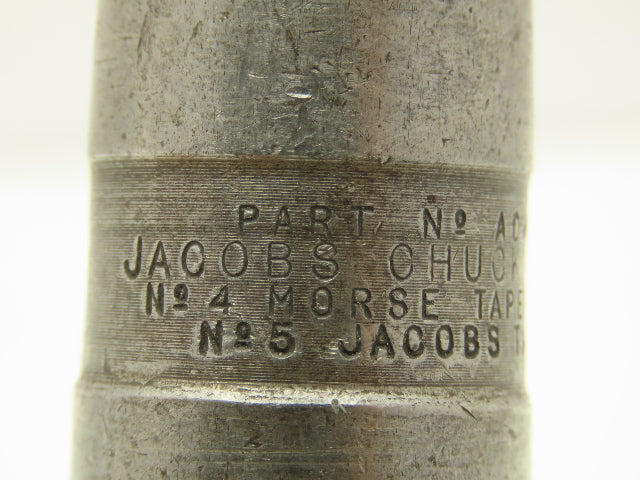 PART Nº
JACOBS CHUCK
Nº 4 MORSE TAPE
Nº 5 JACOBS